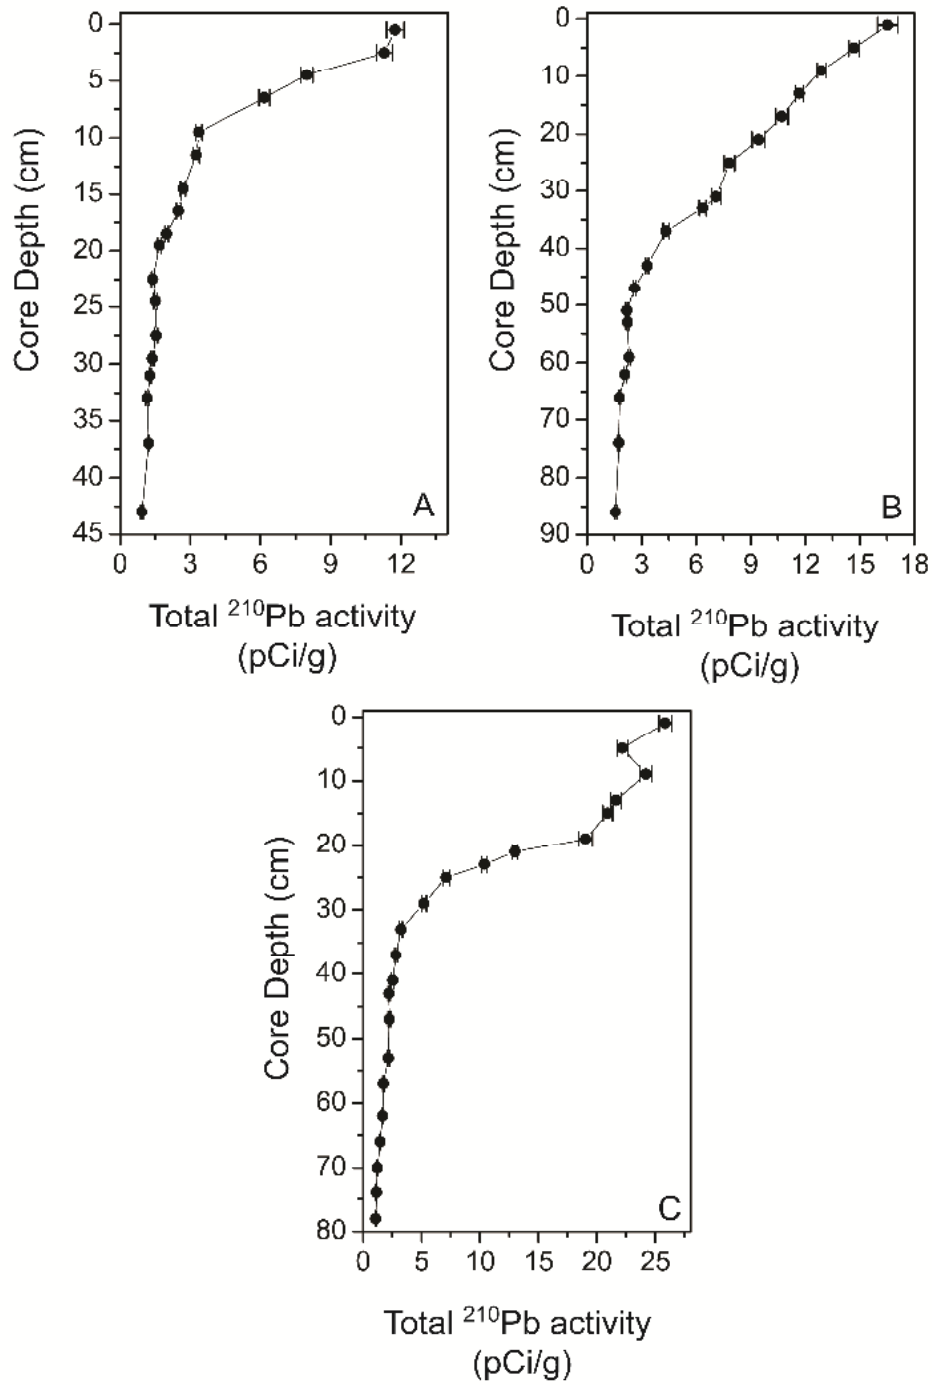 0
5
10
15
20
25
30
35
40
45
Core Depth (cm)
A
0 3 6 9 12
Total ²¹⁰Pb activity
(pCi/g)
0
10
20
30
40
50
60
70
80
90
Core Depth (cm)
B
0 3 6 9 12 15 18
Total ²¹⁰Pb activity
(pCi/g)
0
10
20
30
40
50
60
70
80
Core Depth (cm)
C
0 5 10 15 20 25
Total ²¹⁰Pb activity
(pCi/g)